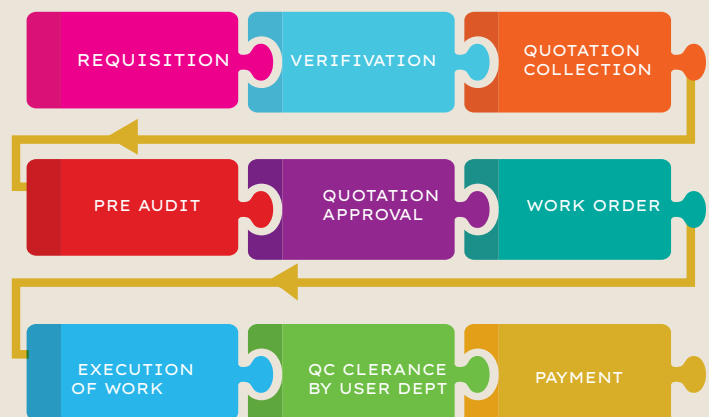 REQUISITION
VERIFIVATION
QUOTATION
COLLECTION
PRE AUDIT
QUOTATION
APPROVAL
WORK ORDER
EXECUTION
OF WORK
QC CLERANCE
BY USER DEPT
PAYMENT